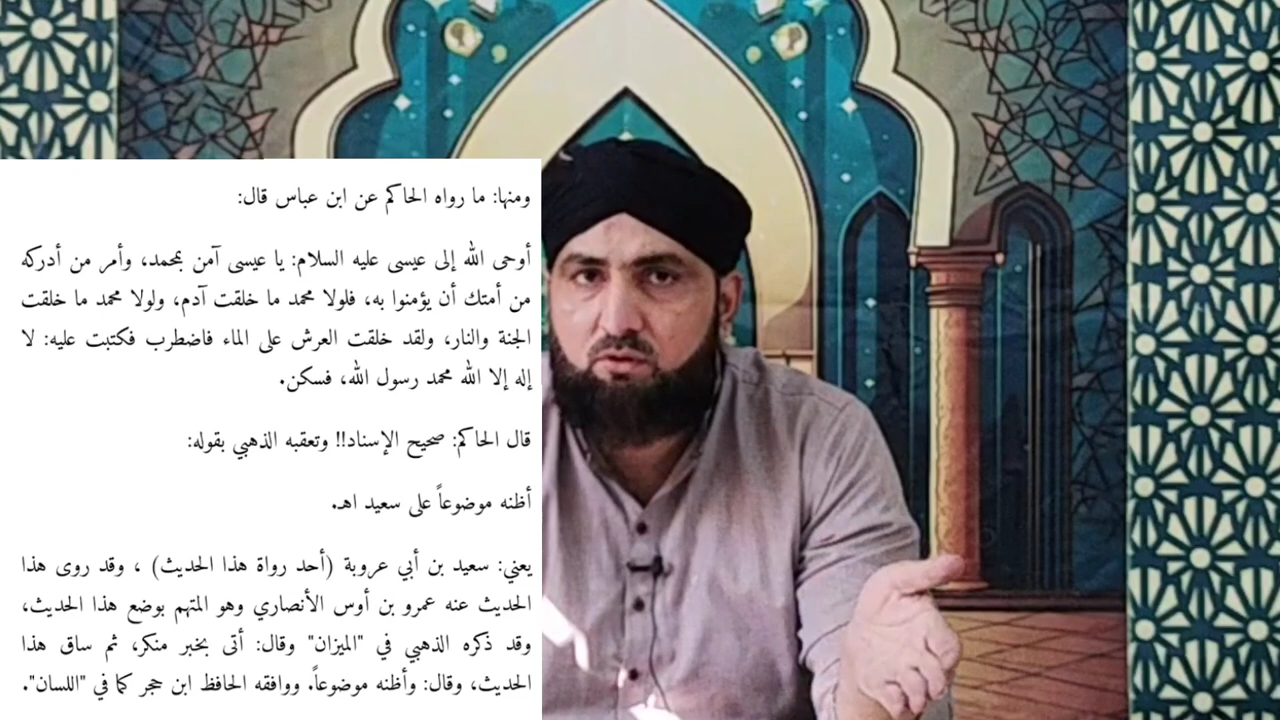 ومنها: ما رواه الحاكم عن ابن عباس قال:
أوحى الله إلى عيسى عليه السلام: يا عيسى آمن بمحمد، وأمر من أدركه
من أمتك أن يؤمنوا به، فلولا محمد ما خلقت آدم، ولولا محمد ما خلقت
الجنة والنار، ولقد خلقت العرش على الماء فاضطرب فكتبت عليه: لا
إله إلا الله محمد رسول الله، فسكن.
قال الحاكم: صحيح الإسناد!! وتعقبه الذهبي بقوله:
أظنه موضوعاً على سعيد اهـ.
يعني: سعيد بن أبي عروبة (أحد رواة هذا الحديث) ، وقد روى هذا
الحديث عنه عمرو بن أوس الأنصاري وهو المتهم بوضع هذا الحديث،
وقد ذكره الذهبي في "الميزان" وقال: أتى بخبر منكر، ثم ساق هذا
الحديث، وقال: وأظنه موضوعاً. ووافقه الحافظ ابن حجر كما في "اللسان".